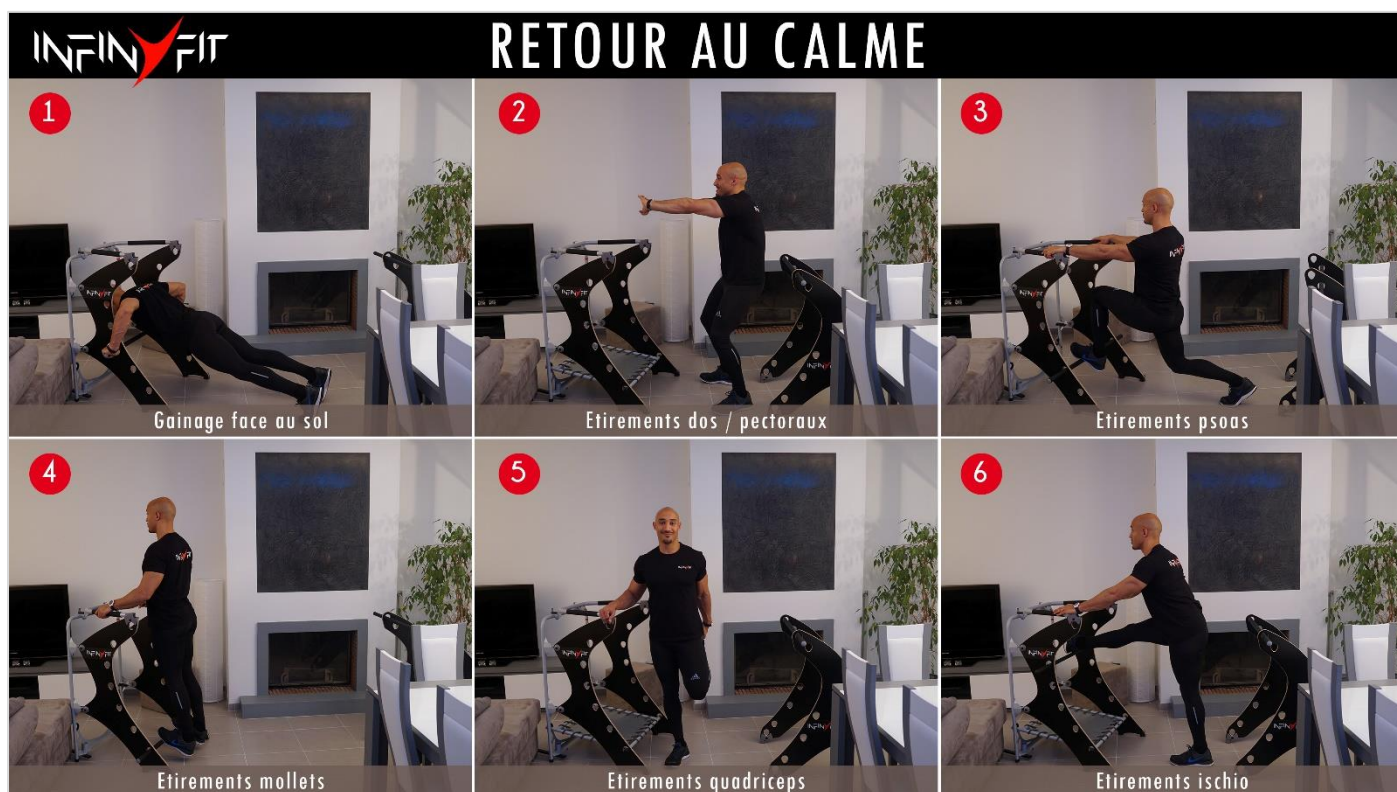 INFINYFIT
RETOUR AU CALME
1
2
3
Gainage face au sol
Etirements dos / pectoraux
Etirements psoas
4
5
6
Etirements mollets
Etirements quadriceps
Etirements ischio